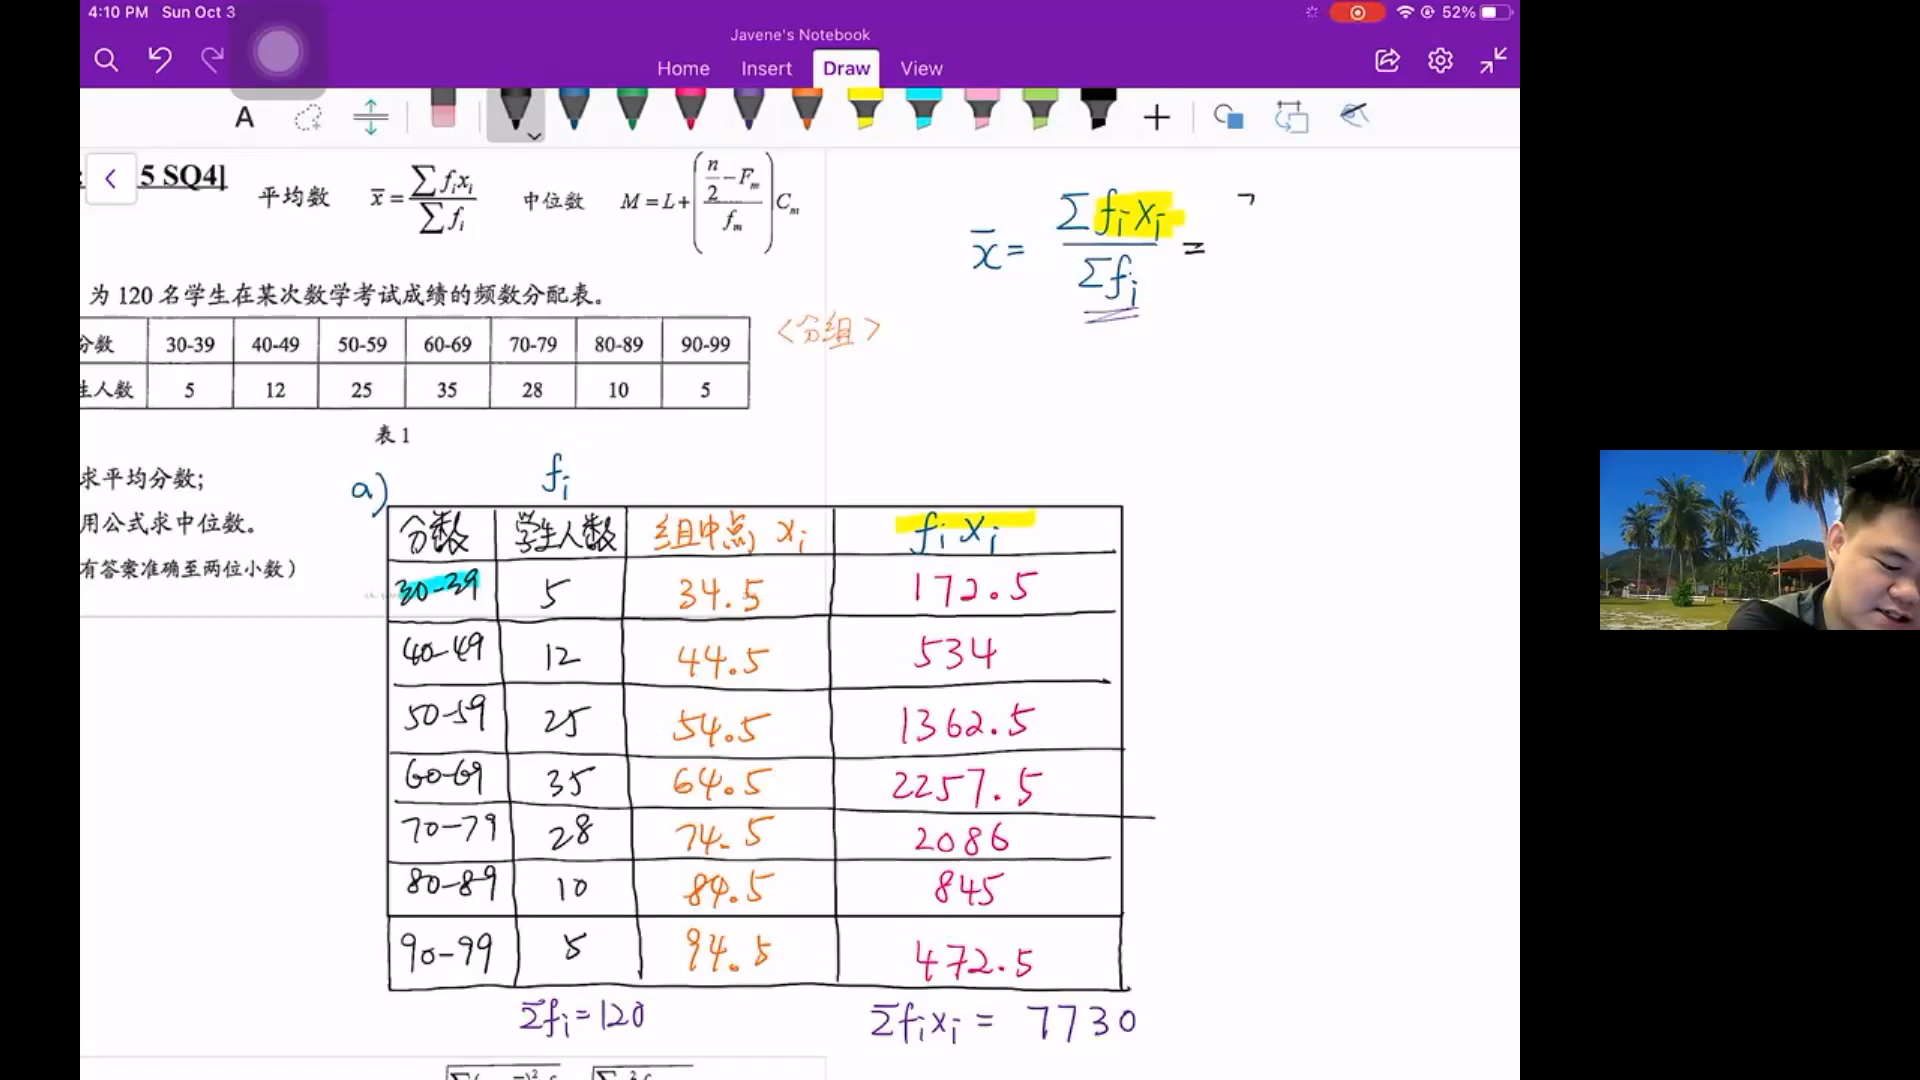 4:10 PM Sun Oct 3
52%
Javene's Notebook
Home Insert Draw View
A
5 SQ4]
平均数 x̄ = ∑fᵢxᵢ / ∑fᵢ 中位数 M = L + ( (n/2 − Fₘ) / fₘ ) Cₘ
x̄ = Σfᵢxᵢ / Σfᵢ =
为 120 名学生在某次数学考试成绩的频数分配表。
分数 30-39 40-49 50-59 60-69 70-79 80-89 90-99
生人数 5 12 25 35 28 10 5
<分组>
表 1
求平均分数;
用公式求中位数。
有答案准确至两位小数)
a)
fᵢ
分数 学生人数 组中点 xᵢ fᵢxᵢ
30-39 5 34.5 172.5
40-49 12 44.5 534
50-59 25 54.5 1362.5
60-69 35 64.5 2257.5
70-79 28 74.5 2086
80-89 10 84.5 845
90-99 5 94.5 472.5
Σfᵢ = 120 Σfᵢxᵢ = 7730